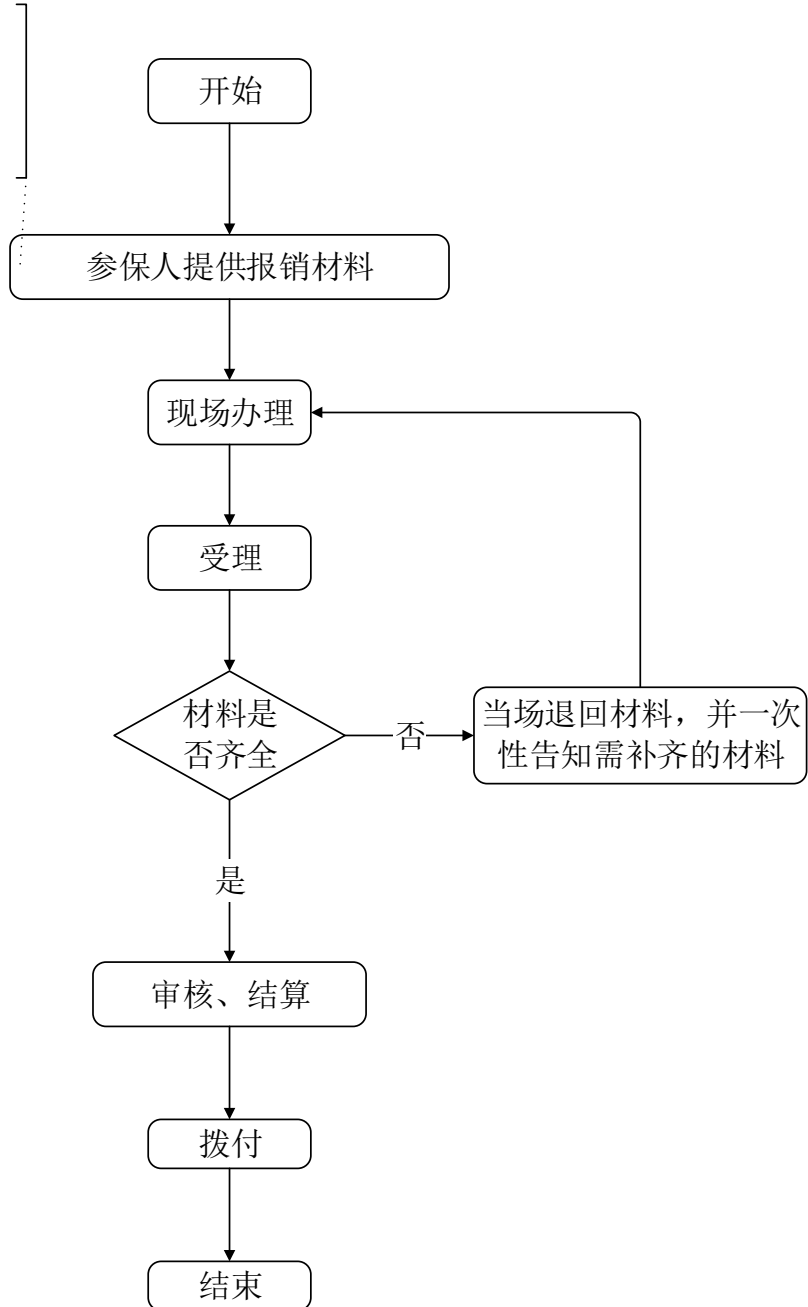 开始
参保人提供报销材料
现场办理
受理
材料是
否齐全
否
当场退回材料，并一次
性告知需补齐的材料
是
审核、结算
拨付
结束